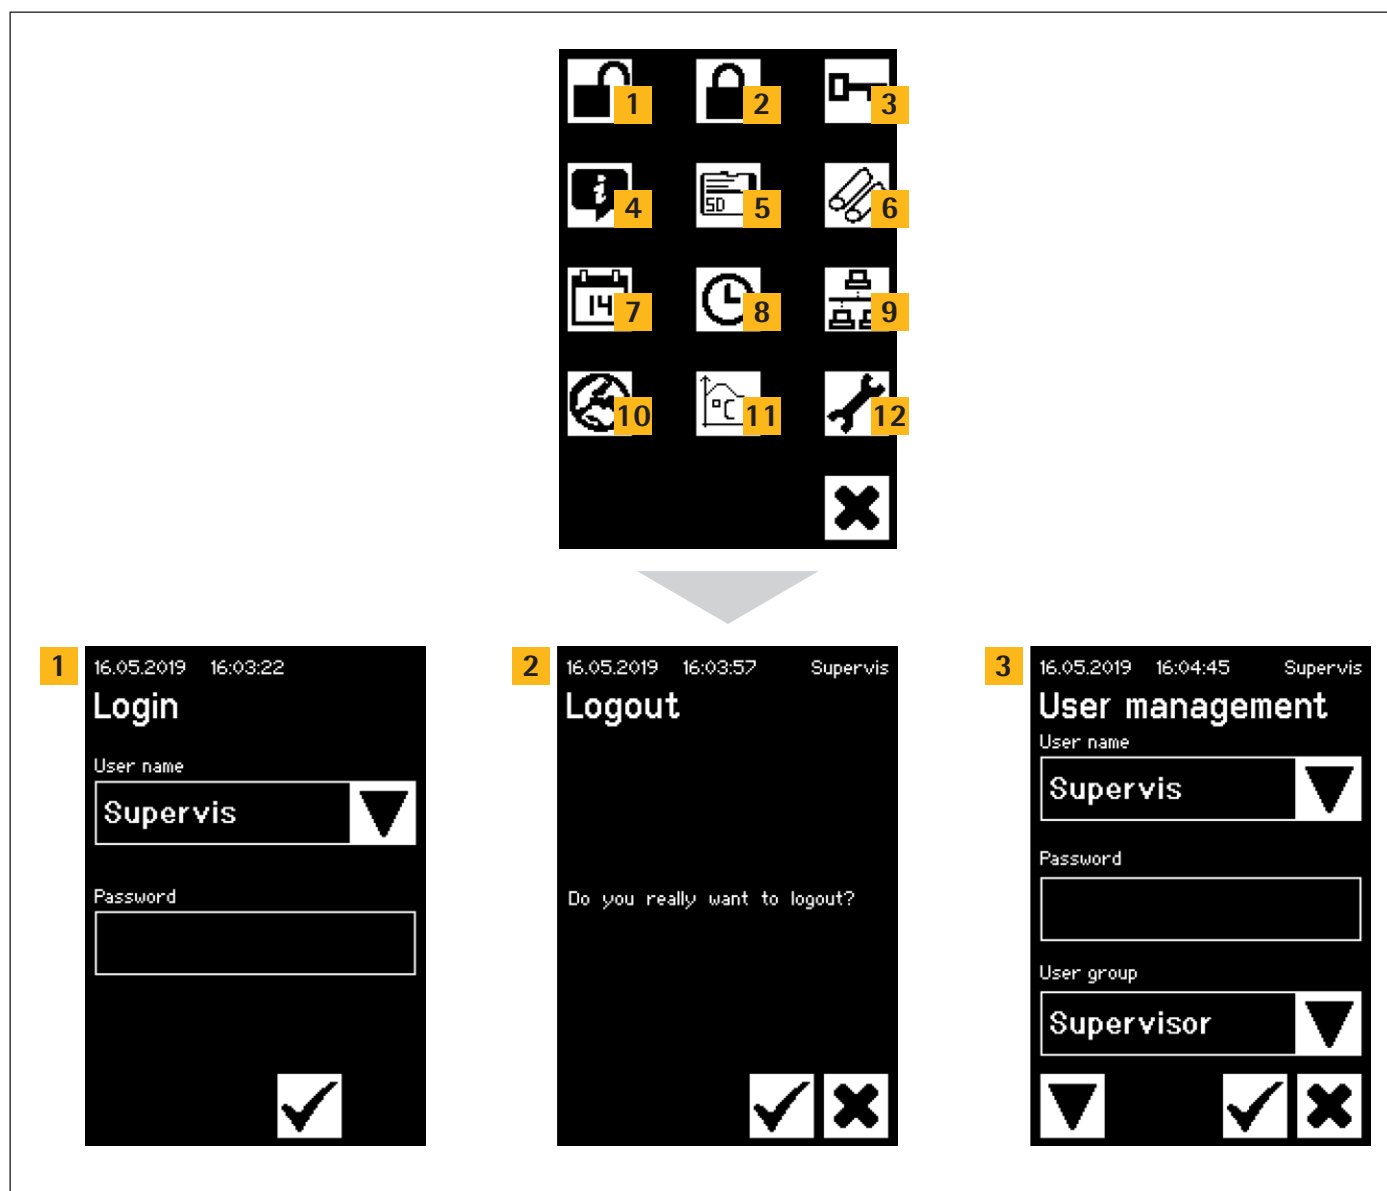 1 2 3
4 SD 5 6
14 7 8 9
10 °C 11 12
1 16.05.2019 16:03:22
Login
User name
Supervis
Password
2 16.05.2019 16:03:57 Supervis
Logout
Do you really want to logout?
3 16.05.2019 16:04:45 Supervis
User management
User name
Supervis
Password
User group
Supervisor